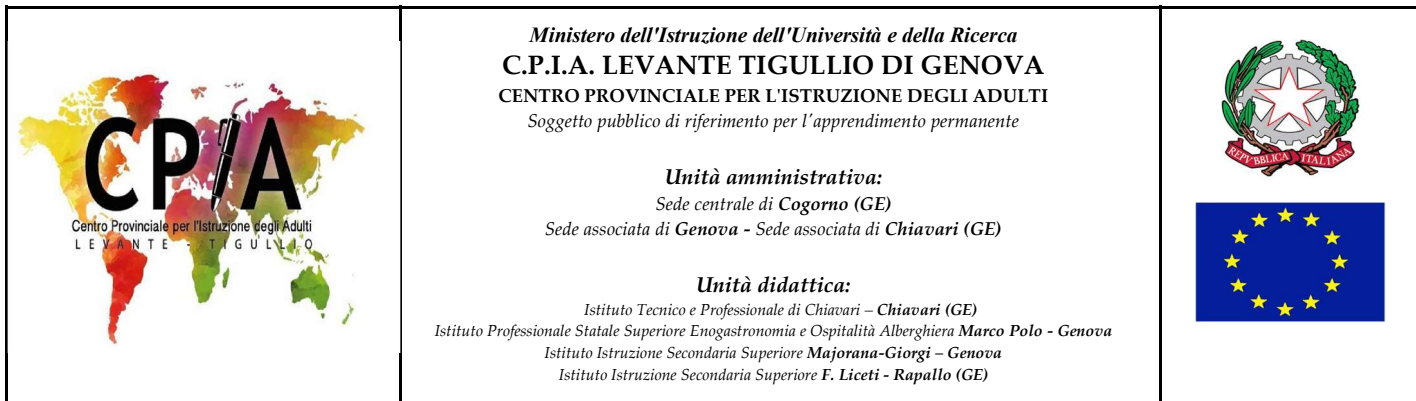 CPIA
Centro Provinciale per l'Istruzione degli Adulti
LEVANTE - TIGULLIO
Ministero dell'Istruzione dell'Università e della Ricerca
C.P.I.A. LEVANTE TIGULLIO DI GENOVA
CENTRO PROVINCIALE PER L'ISTRUZIONE DEGLI ADULTI
Soggetto pubblico di riferimento per l'apprendimento permanente
Unità amministrativa:
Sede centrale di Cogorno (GE)
Sede associata di Genova - Sede associata di Chiavari (GE)
Unità didattica:
Istituto Tecnico e Professionale di Chiavari – Chiavari (GE)
Istituto Professionale Statale Superiore Enogastronomia e Ospitalità Alberghiera Marco Polo - Genova
Istituto Istruzione Secondaria Superiore Majorana-Giorgi – Genova
Istituto Istruzione Secondaria Superiore F. Liceti - Rapallo (GE)
REPVBBLICA ITALIANA